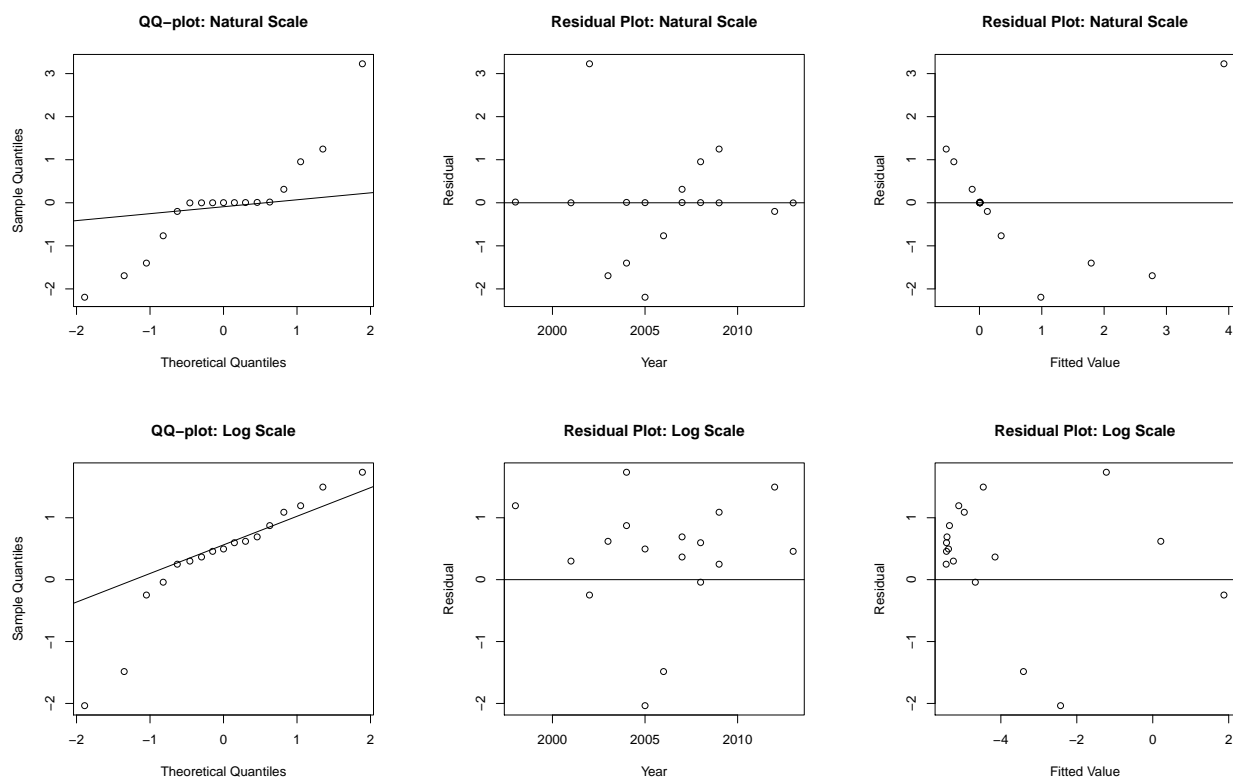 QQ−plot: Natural Scale
Sample Quantiles
3
2
1
0
−1
−2
−2 −1 0 1 2
Theoretical Quantiles
Residual Plot: Natural Scale
Residual
3
2
1
0
−1
−2
2000 2005 2010
Year
Residual Plot: Natural Scale
Residual
3
2
1
0
−1
−2
0 1 2 3 4
Fitted Value
QQ−plot: Log Scale
Sample Quantiles
1
0
−1
−2
−2 −1 0 1 2
Theoretical Quantiles
Residual Plot: Log Scale
Residual
1
0
−1
−2
2000 2005 2010
Year
Residual Plot: Log Scale
Residual
1
0
−1
−2
−4 −2 0 2
Fitted Value